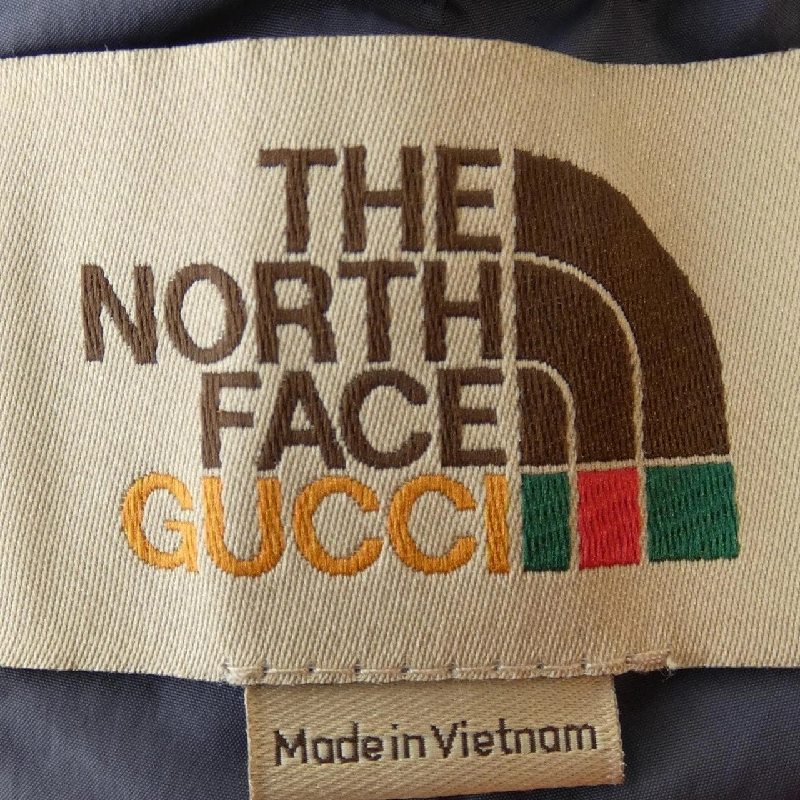 THE
NORTH
FACE
GUCCI
Made in Vietnam